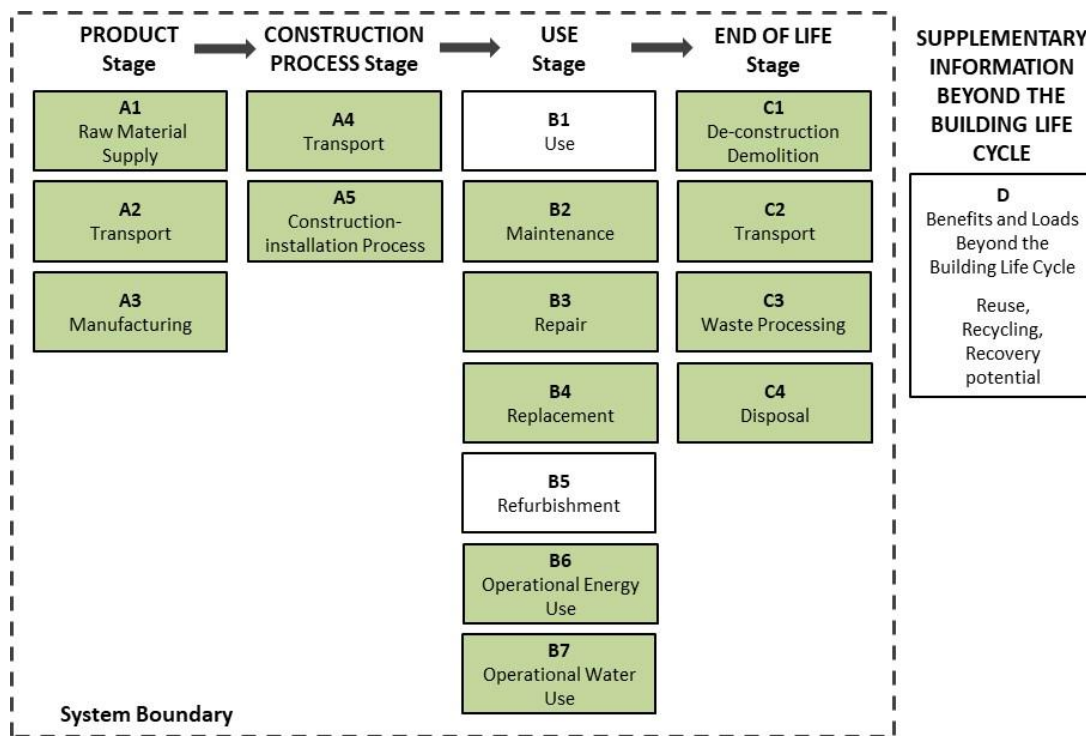 PRODUCT
Stage
CONSTRUCTION
PROCESS Stage
USE
Stage
END OF LIFE
Stage
SUPPLEMENTARY
INFORMATION
BEYOND THE
BUILDING LIFE
CYCLE
A1
Raw Material
Supply
A2
Transport
A3
Manufacturing
A4
Transport
A5
Construction-
installation Process
B1
Use
B2
Maintenance
B3
Repair
B4
Replacement
B5
Refurbishment
B6
Operational Energy
Use
B7
Operational Water
Use
C1
De-construction
Demolition
C2
Transport
C3
Waste Processing
C4
Disposal
D
Benefits and Loads
Beyond the
Building Life Cycle
Reuse,
Recycling,
Recovery
potential
System Boundary